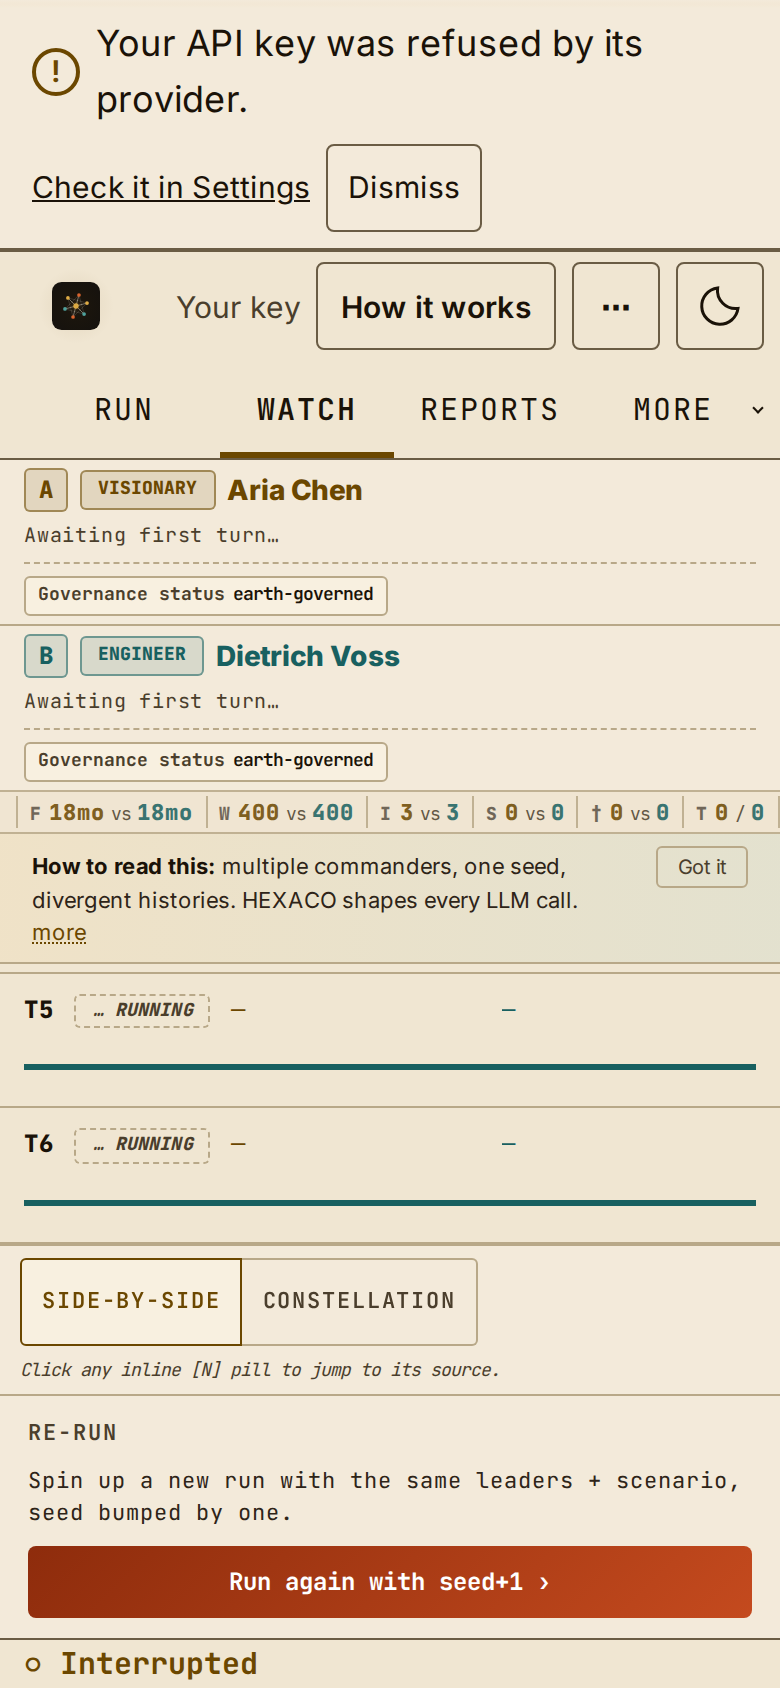 Your API key was refused by its
provider.
Check it in Settings
Dismiss
Your key
How it works
…
RUN
WATCH
REPORTS
MORE
A
VISIONARY
Aria Chen
Awaiting first turn…
Governance status earth-governed
B
ENGINEER
Dietrich Voss
Awaiting first turn…
Governance status earth-governed
F 18mo vs 18mo
W 400 vs 400
I 3 vs 3
S 0 vs 0
† 0 vs 0
T 0 / 0
How to read this: multiple commanders, one seed,
divergent histories. HEXACO shapes every LLM call.
more
Got it
T5
… RUNNING
—
—
T6
… RUNNING
—
—
SIDE-BY-SIDE
CONSTELLATION
Click any inline [N] pill to jump to its source.
RE-RUN
Spin up a new run with the same leaders + scenario,
seed bumped by one.
Run again with seed+1 ›
○ Interrupted